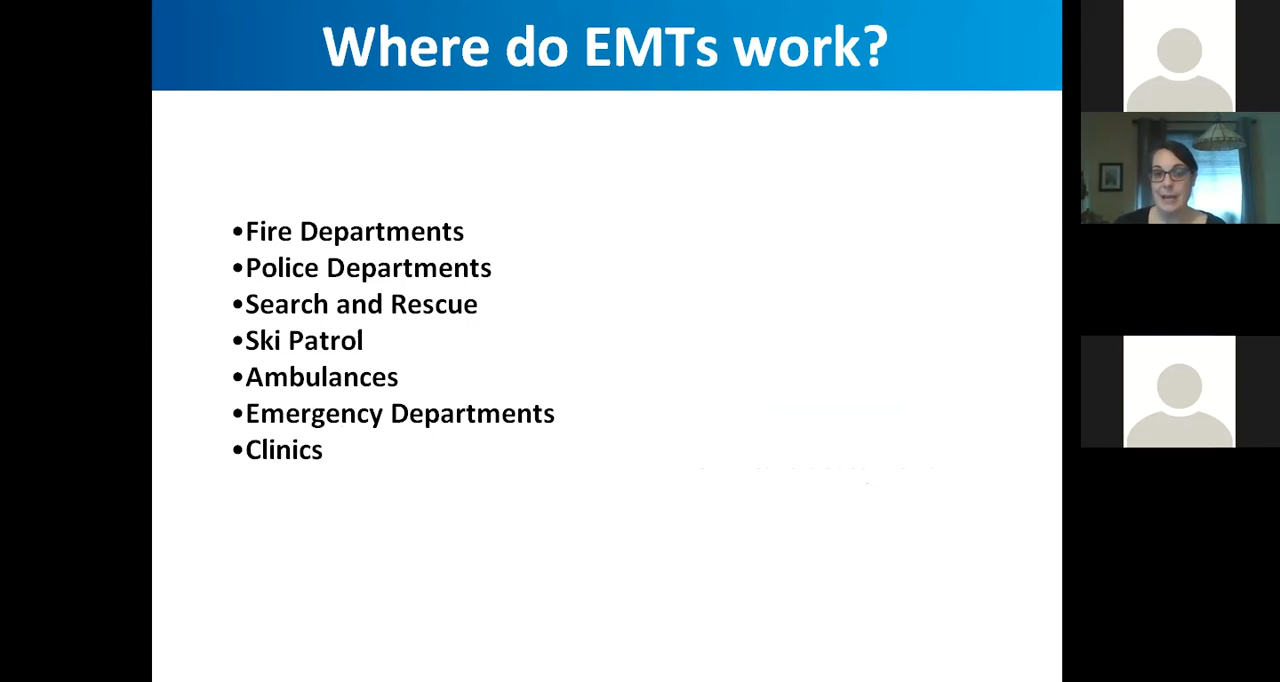 Where do EMTs work?
•Fire Departments
•Police Departments
•Search and Rescue
•Ski Patrol
•Ambulances
•Emergency Departments
•Clinics